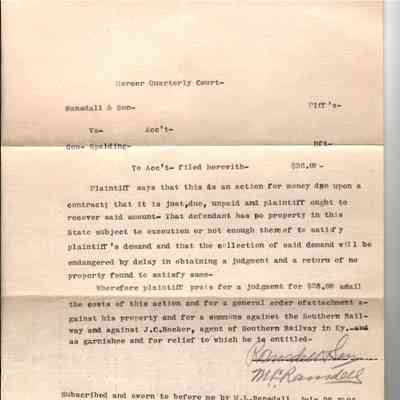 Mercer Quarterly Court-
Ransdall & Son- Plff's-
Vs- Acc't-
Geo- Spalding- Dft-
To Acc't- filed herewith- $28.00-
Plaintiff says that this is an action for money due upon a
contract; that it is just,due, unpaid and plaintiff ought to
recover said amount- That defendant has no property in this
State subject to execution or not enough thereof to satisfy
plaintiff's demand and that the collection of said demand will be
endangered by delay in obtaining a judgment and a return of no
property found to satisfy same-
Wherefore plaintiff prats for a judgment for $28.00 amall
the costs of this action and for a general order ofattachment a-
gainst his property and for a summons against the Southern Rail-
way and against J.C.Bocker, agent of Southern Railway in Ky. and
as garnishee and for relief to which he is entitled-
Ransdall & Son
M.L. Ransdell
Subscribed and sworn to before me by M.L.Ransdall,